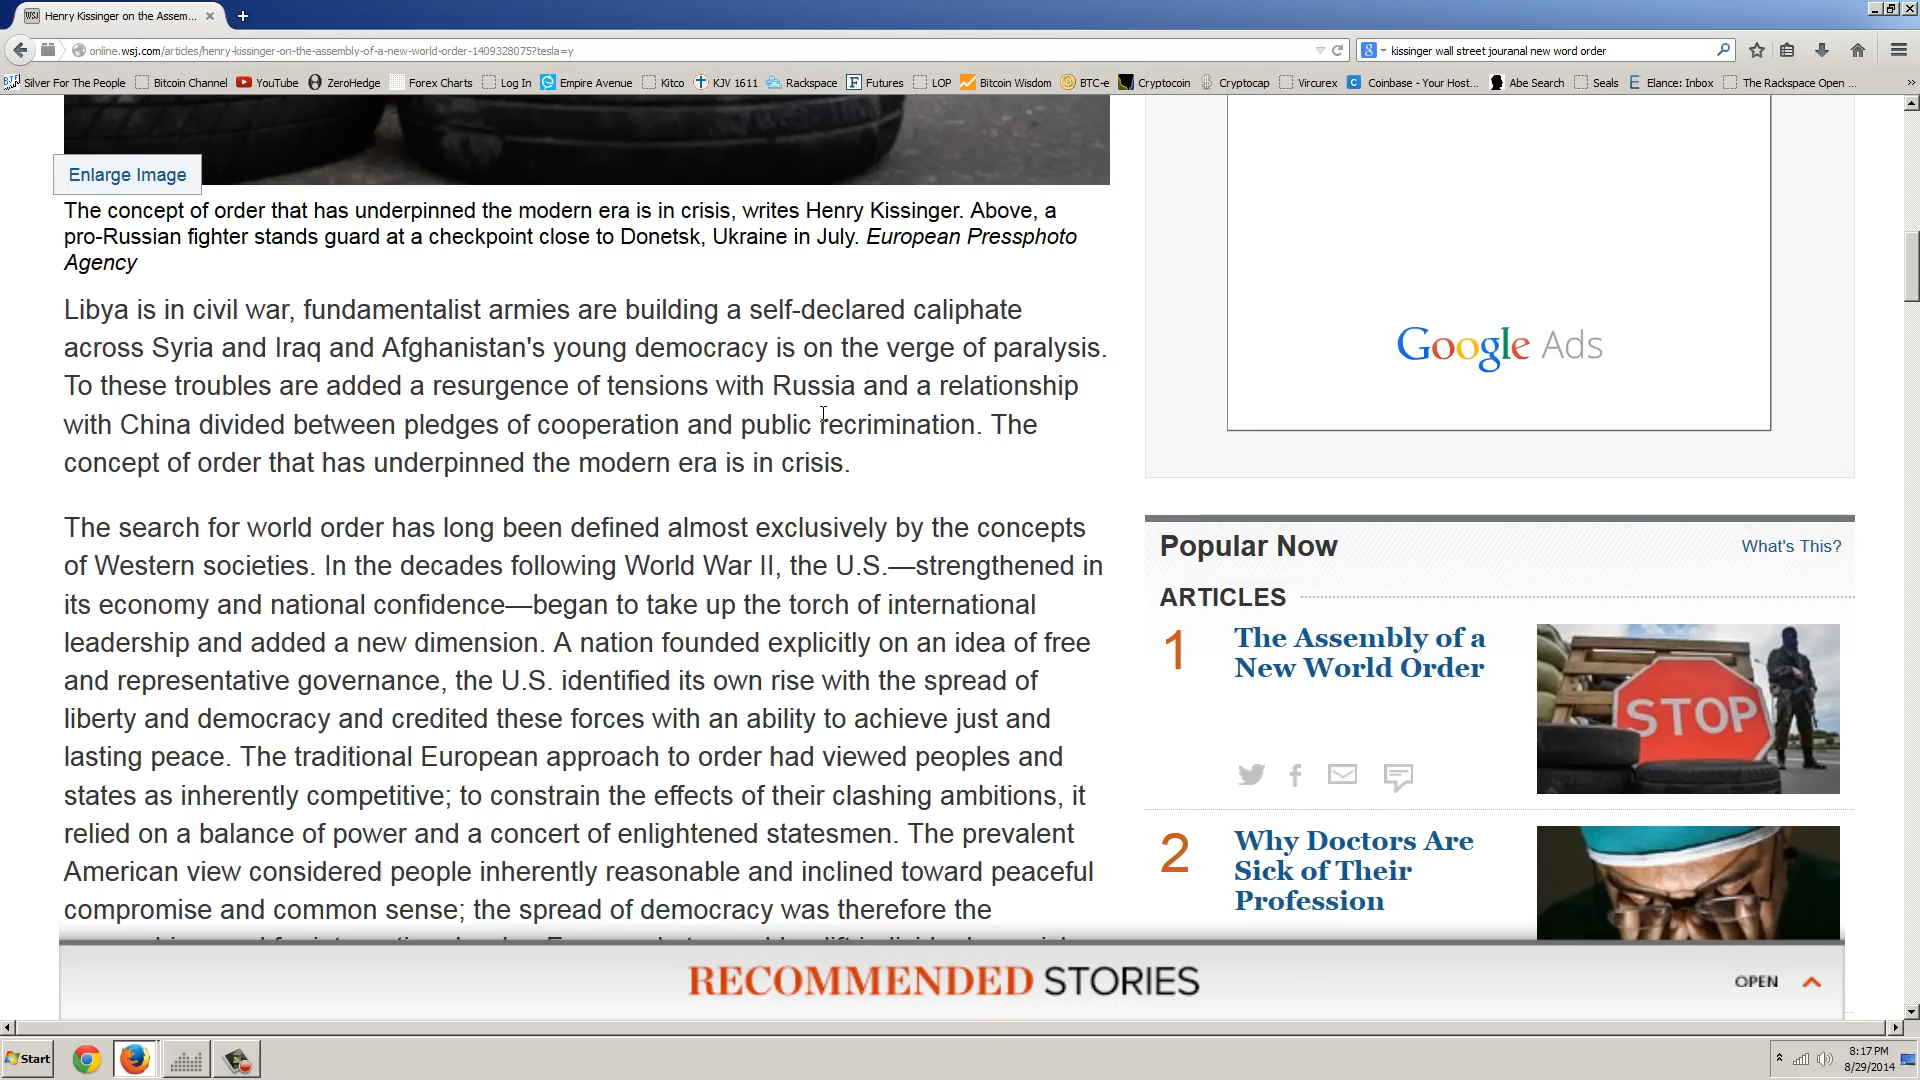 Henry Kissinger on the Assem...
online.wsj.com/articles/henry-kissinger-on-the-assembly-of-a-new-world-order-1409328075?tesla=y
kissinger wall street jouranal new word order
Silver For The People
Bitcoin Channel
YouTube
ZeroHedge
Forex Charts
Log In
Empire Avenue
Kitco
KJV 1611
Rackspace
Futures
LOP
Bitcoin Wisdom
BTC-e
Cryptocoin
Cryptocap
Vircurex
Coinbase - Your Host...
Abe Search
Seals
Elance: Inbox
The Rackspace Open ...
Enlarge Image
The concept of order that has underpinned the modern era is in crisis, writes Henry Kissinger. Above, a
pro-Russian fighter stands guard at a checkpoint close to Donetsk, Ukraine in July. European Pressphoto
Agency
Libya is in civil war, fundamentalist armies are building a self-declared caliphate
across Syria and Iraq and Afghanistan's young democracy is on the verge of paralysis.
To these troubles are added a resurgence of tensions with Russia and a relationship
with China divided between pledges of cooperation and public recrimination. The
concept of order that has underpinned the modern era is in crisis.
The search for world order has long been defined almost exclusively by the concepts
of Western societies. In the decades following World War II, the U.S.—strengthened in
its economy and national confidence—began to take up the torch of international
leadership and added a new dimension. A nation founded explicitly on an idea of free
and representative governance, the U.S. identified its own rise with the spread of
liberty and democracy and credited these forces with an ability to achieve just and
lasting peace. The traditional European approach to order had viewed peoples and
states as inherently competitive; to constrain the effects of their clashing ambitions, it
relied on a balance of power and a concert of enlightened statesmen. The prevalent
American view considered people inherently reasonable and inclined toward peaceful
compromise and common sense; the spread of democracy was therefore the
Google Ads
Popular Now
What's This?
ARTICLES
1
The Assembly of a
New World Order
STOP
2
Why Doctors Are
Sick of Their
Profession
RECOMMENDED STORIES
OPEN
Start
8:17 PM
8/29/2014